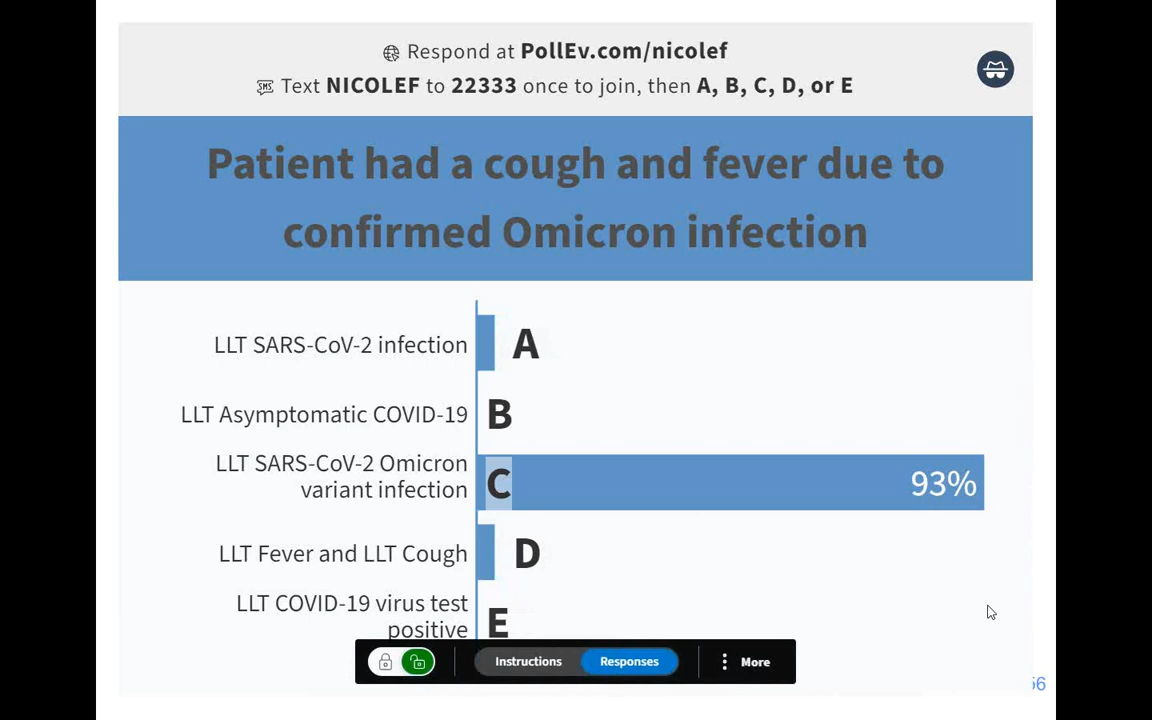 Respond at PollEv.com/nicolef
SMS Text NICOLEF to 22333 once to join, then A, B, C, D, or E
Patient had a cough and fever due to
confirmed Omicron infection
LLT SARS-CoV-2 infection A
LLT Asymptomatic COVID-19 B
LLT SARS-CoV-2 Omicron
variant infection C 93%
LLT Fever and LLT Cough D
LLT COVID-19 virus test
positive E
Instructions Responses More
56